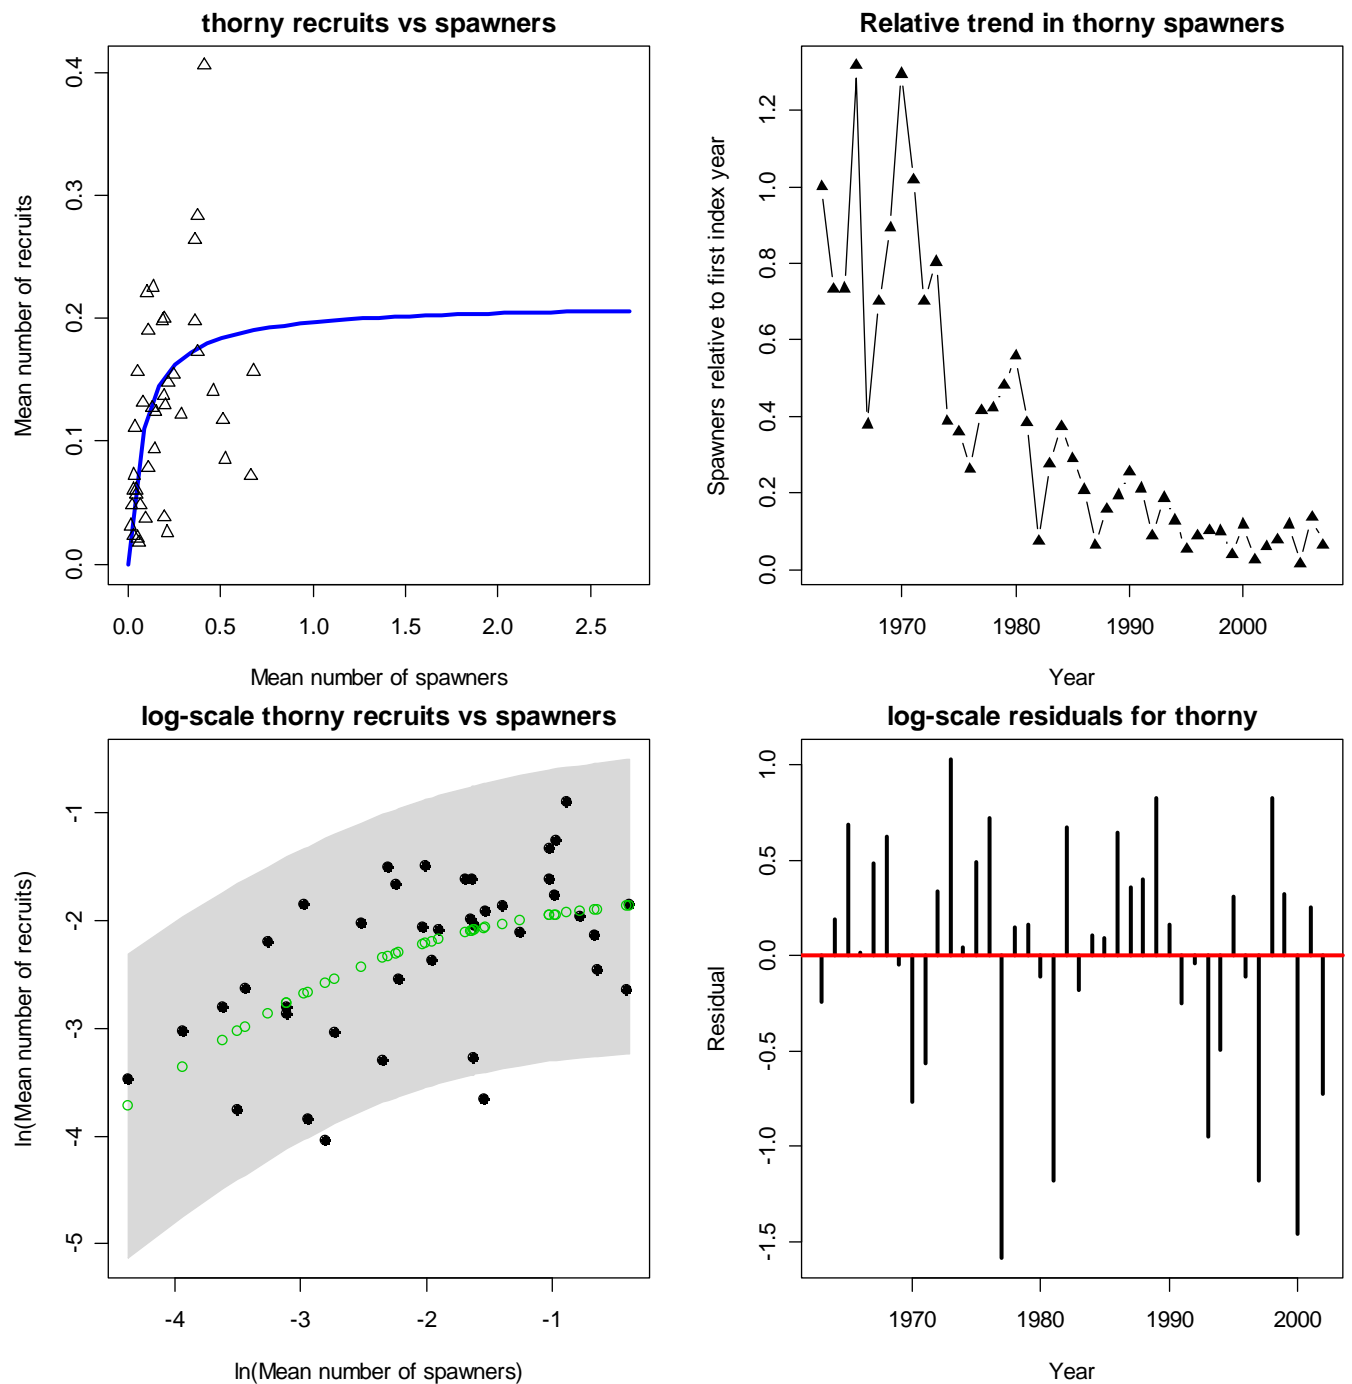 thorny recruits vs spawners
Mean number of recruits
0.4
0.3
0.2
0.1
0.0
0.0 0.5 1.0 1.5 2.0 2.5
Mean number of spawners
Relative trend in thorny spawners
Spawners relative to first index year
1.2
1.0
0.8
0.6
0.4
0.2
0.0
1970 1980 1990 2000
Year
log-scale thorny recruits vs spawners
ln(Mean number of recruits)
-1
-2
-3
-4
-5
-4 -3 -2 -1
ln(Mean number of spawners)
log-scale residuals for thorny
Residual
1.0
0.5
0.0
-0.5
-1.0
-1.5
1970 1980 1990 2000
Year